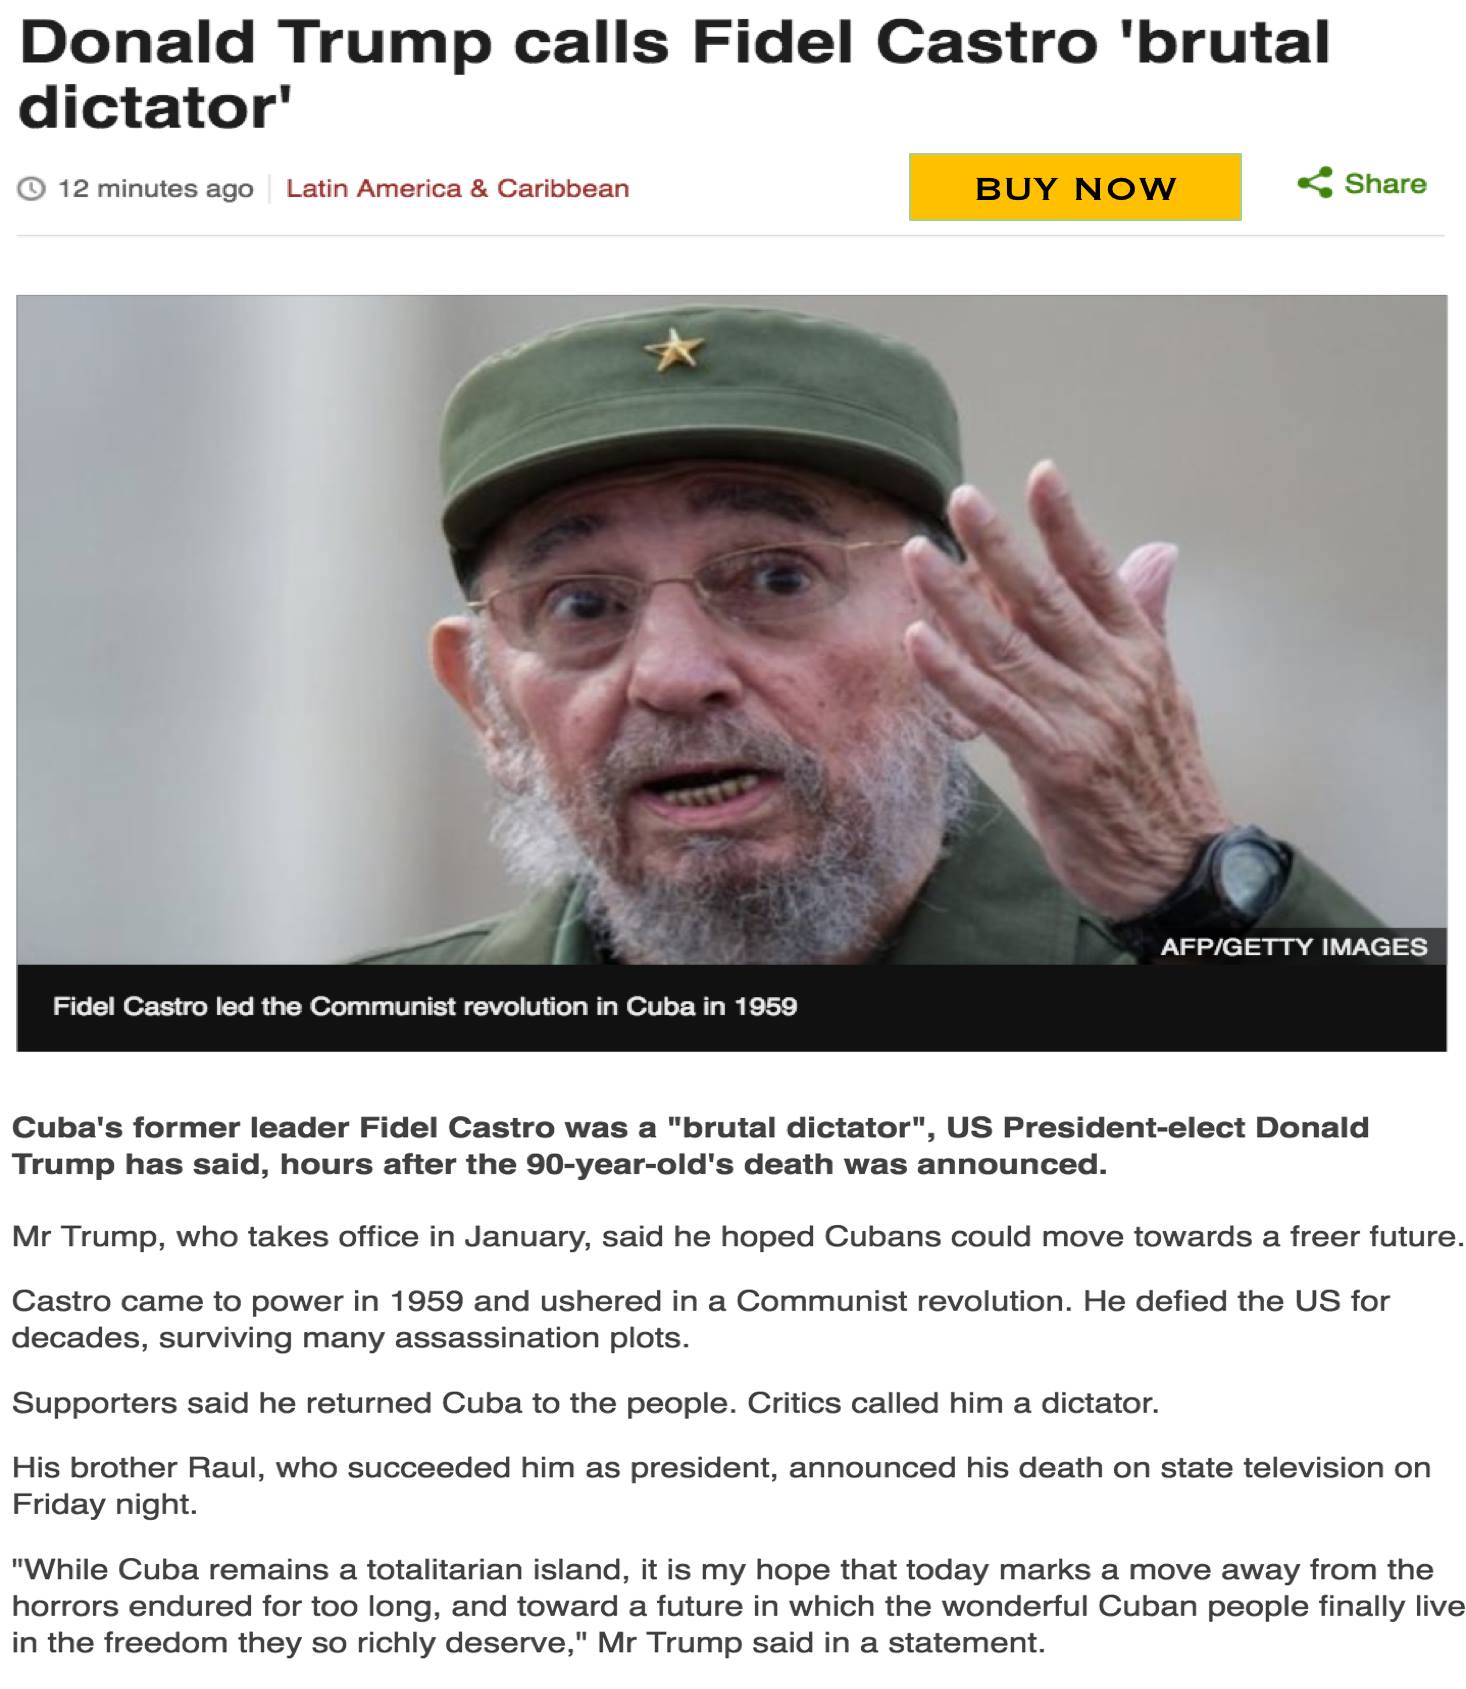 Donald Trump calls Fidel Castro 'brutal
dictator'
12 minutes ago
Latin America & Caribbean
BUY NOW
Share
AFP/GETTY IMAGES
Fidel Castro led the Communist revolution in Cuba in 1959
Cuba's former leader Fidel Castro was a "brutal dictator", US President-elect Donald
Trump has said, hours after the 90-year-old's death was announced.
Mr Trump, who takes office in January, said he hoped Cubans could move towards a freer future.
Castro came to power in 1959 and ushered in a Communist revolution. He defied the US for
decades, surviving many assassination plots.
Supporters said he returned Cuba to the people. Critics called him a dictator.
His brother Raul, who succeeded him as president, announced his death on state television on
Friday night.
"While Cuba remains a totalitarian island, it is my hope that today marks a move away from the
horrors endured for too long, and toward a future in which the wonderful Cuban people finally live
in the freedom they so richly deserve," Mr Trump said in a statement.